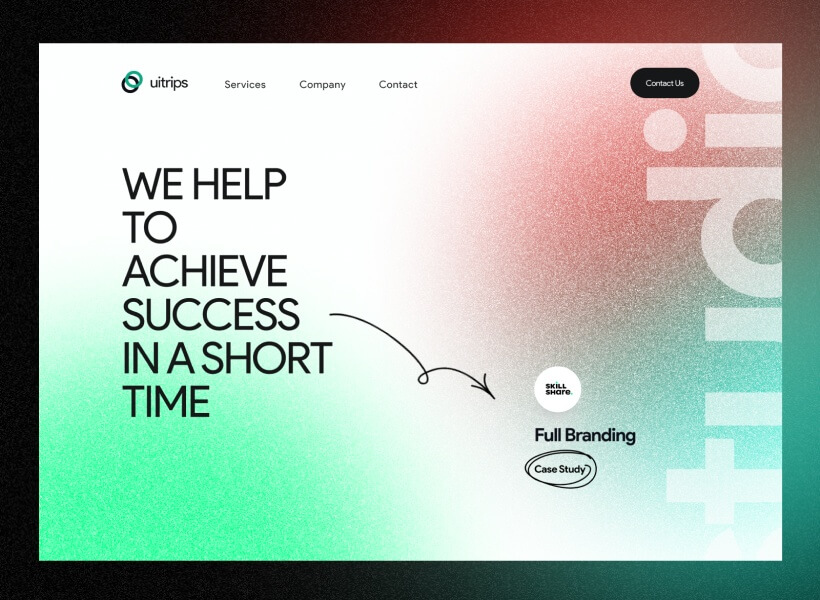 uitrips
Services
Company
Contact
Contact Us
WE HELP
TO
ACHIEVE
SUCCESS
IN A SHORT
TIME
SKILL
SHare.
Full Branding
Case Study
studio